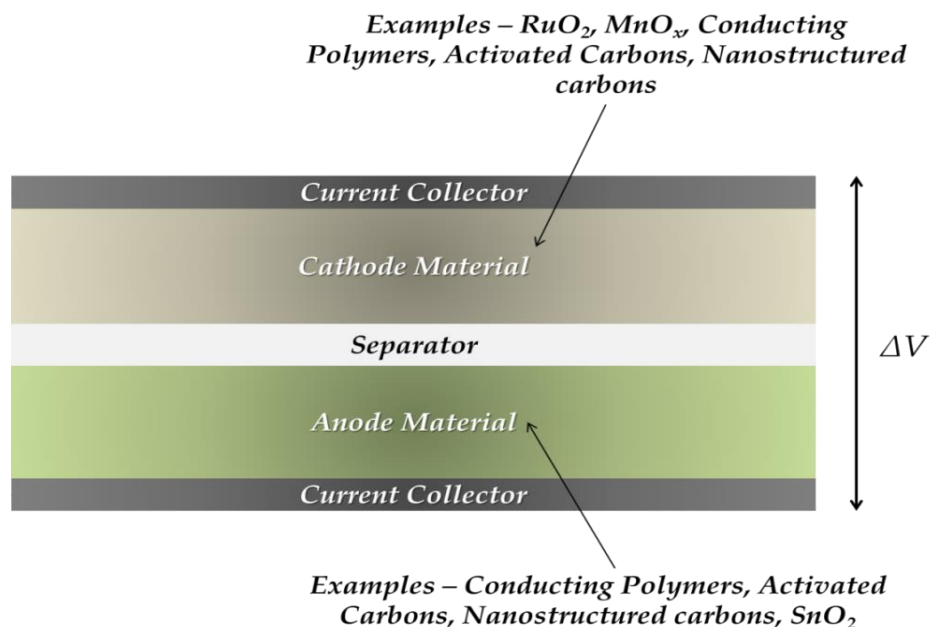 Examples – RuO₂, MnOₓ, Conducting
Polymers, Activated Carbons, Nanostructured
carbons
Current Collector
Cathode Material
Separator
ΔV
Anode Material
Current Collector
Examples – Conducting Polymers, Activated
Carbons, Nanostructured carbons, SnO₂